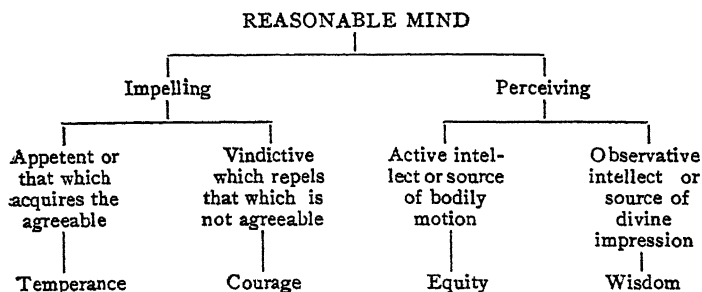 REASONABLE MIND
Impelling
Perceiving
Appetent or
that which
acquires the
agreeable
Vindictive
which repels
that which is
not agreeable
Active intel-
lect or source
of bodily
motion
Observative
intellect or
source of
divine
impression
Temperance
Courage
Equity
Wisdom